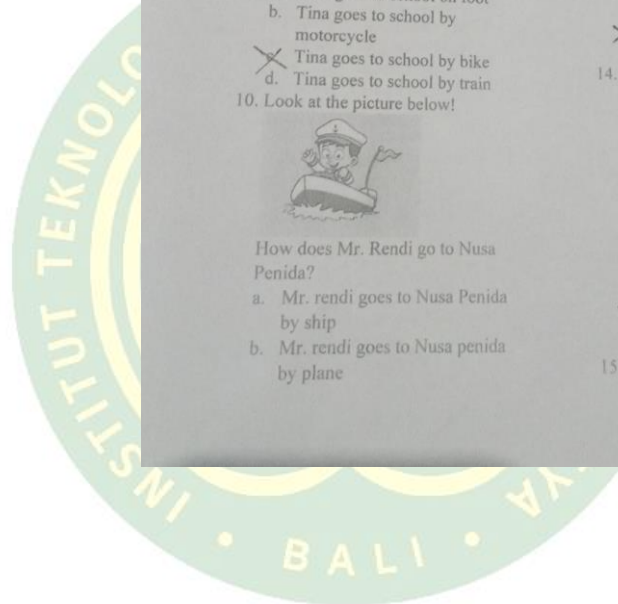 b. Tina goes to school by
motorcycle
c. Tina goes to school by bike
d. Tina goes to school by train
10. Look at the picture below!
How does Mr. Rendi go to Nusa
Penida?
a. Mr. rendi goes to Nusa Penida
by ship
b. Mr. rendi goes to Nusa penida
by plane
14.
15
INSTITUT TEKNOLO
BALI